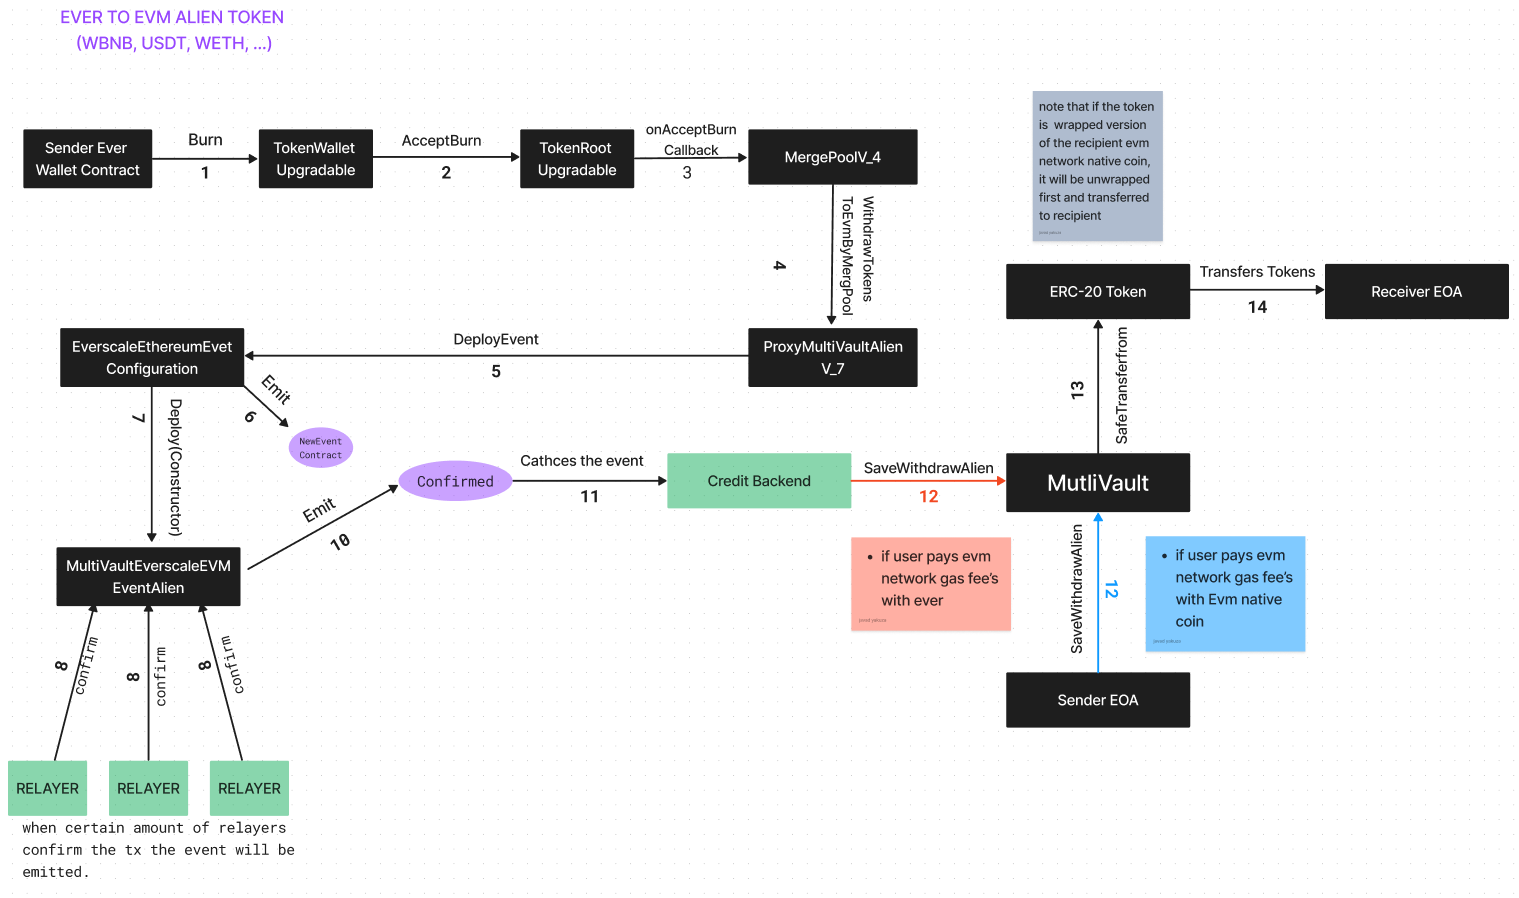 EVER TO EVM ALIEN TOKEN
(WBNB, USDT, WETH, ...)
Sender Ever
Wallet Contract
Burn
1
TokenWallet
Upgradable
AcceptBurn
2
TokenRoot
Upgradable
onAcceptBurn
Callback
3
MergePoolV_4
WithdrawTokens
ToEvmByMergPool
4
note that if the token
is wrapped version
of the recipient evm
network native coin,
it will be unwrapped
first and transferred
to recipient
ERC-20 Token
Transfers Tokens
14
Receiver EOA
EverscaleEthereumEvet
Configuration
DeployEvent
5
ProxyMultiVaultAlien
V_7
Emit
6
NewEvent
Contract
7
Deploy(Constructor)
13
SafeTransferfrom
Confirmed
Cathces the event
11
Credit Backend
SaveWithdrawAlien
12
MutliVault
Emit
10
MultiVaultEverscaleEVM
EventAlien
• if user pays evm
network gas fee's
with ever
SaveWithdrawAlien
12
• if user pays evm
network gas fee's
with Evm native
coin
8
confirm
8
confirm
8
confirm
Sender EOA
RELAYER
RELAYER
RELAYER
when certain amount of relayers
confirm the tx the event will be
emitted.